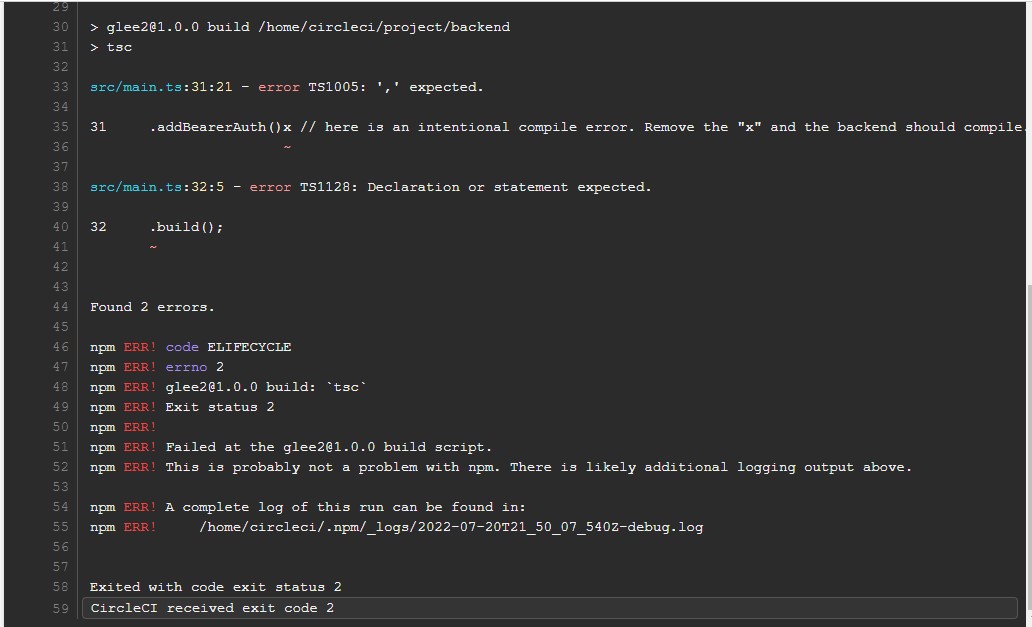 29
30 > glee2@1.0.0 build /home/circleci/project/backend
31 > tsc
32
33 src/main.ts:31:21 - error TS1005: ',' expected.
34
35 31     .addBearerAuth()x // here is an intentional compile error. Remove the "x" and the backend should compile.
36                        ~
37
38 src/main.ts:32:5 - error TS1128: Declaration or statement expected.
39
40 32     .build();
41        ~
42
43
44 Found 2 errors.
45
46 npm ERR! code ELIFECYCLE
47 npm ERR! errno 2
48 npm ERR! glee2@1.0.0 build: `tsc`
49 npm ERR! Exit status 2
50 npm ERR!
51 npm ERR! Failed at the glee2@1.0.0 build script.
52 npm ERR! This is probably not a problem with npm. There is likely additional logging output above.
53
54 npm ERR! A complete log of this run can be found in:
55 npm ERR!     /home/circleci/.npm/_logs/2022-07-20T21_50_07_540Z-debug.log
56
57
58 Exited with code exit status 2
59 CircleCI received exit code 2